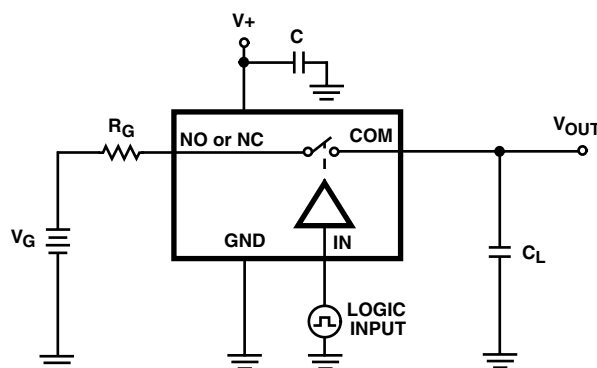 V+
C
RG
NO or NC
COM
VOUT
VG
GND
IN
CL
LOGIC
INPUT